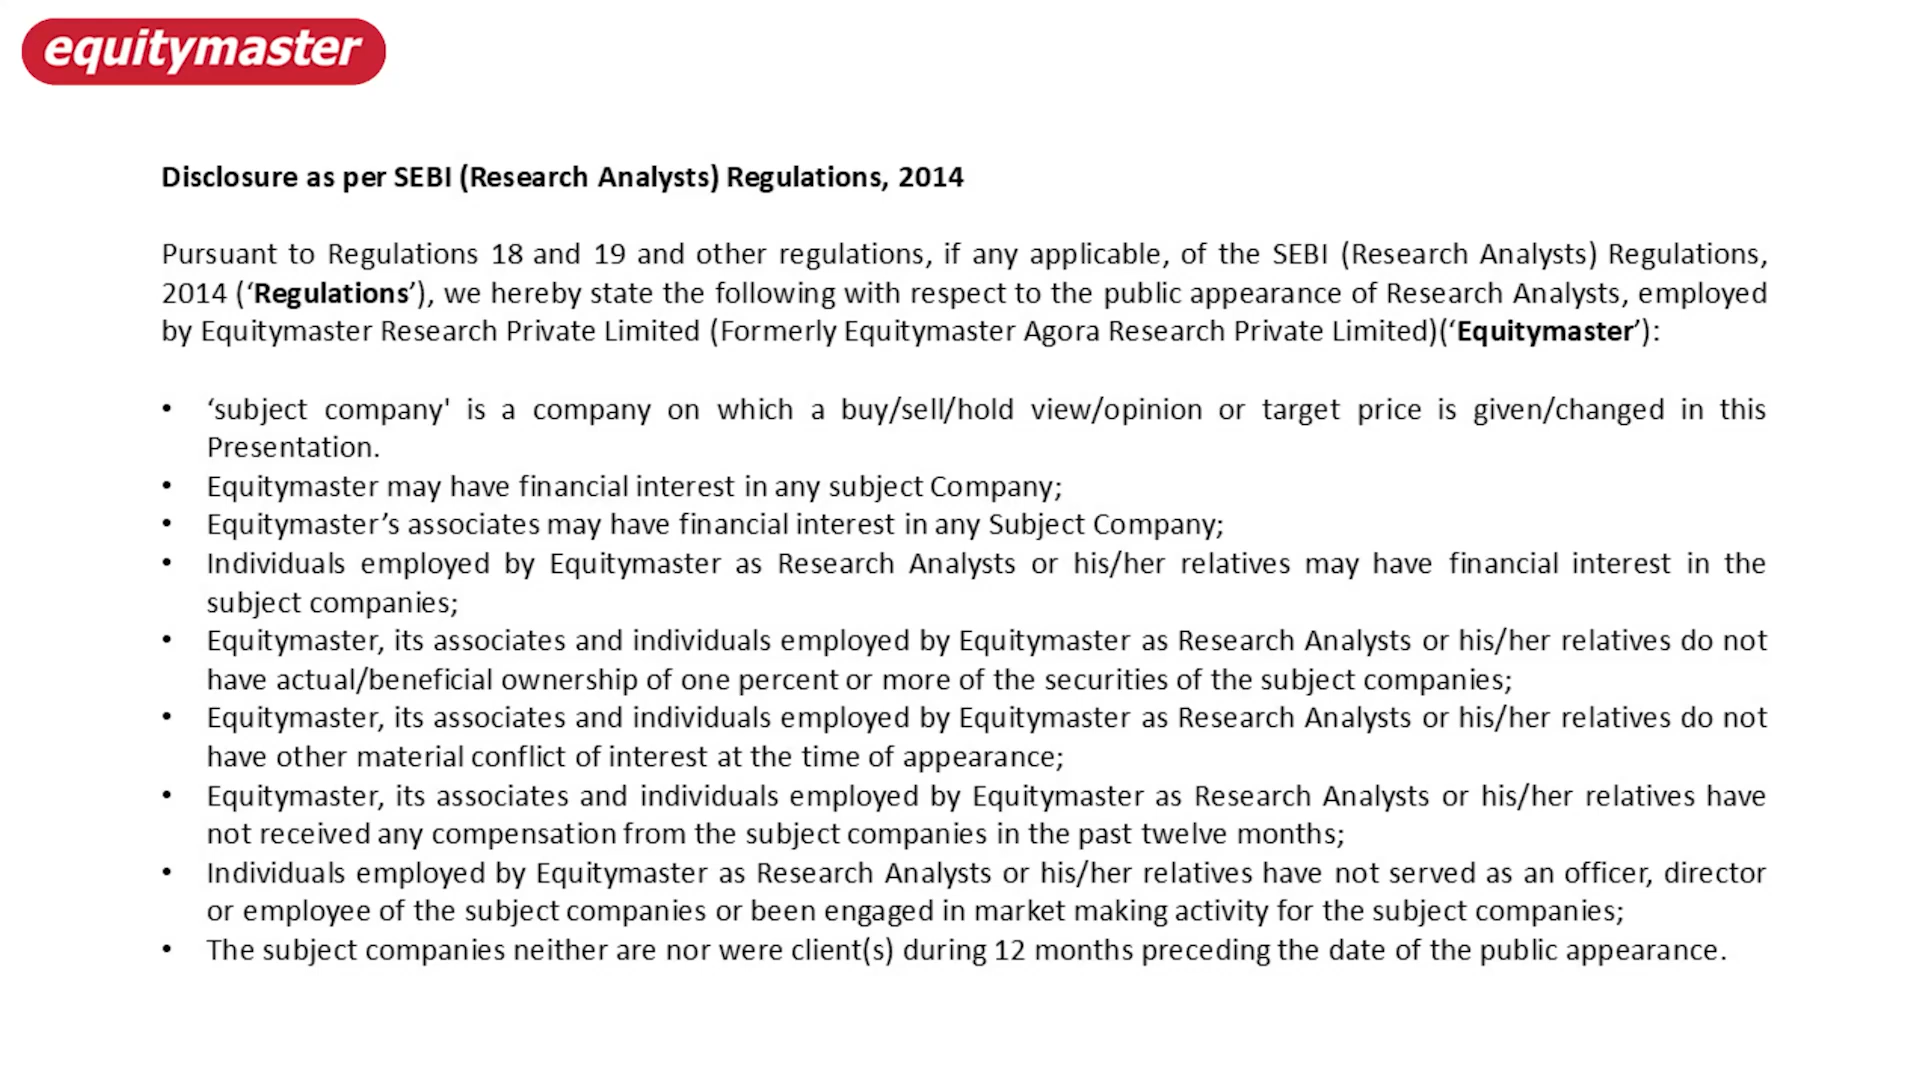 equitymaster
Disclosure as per SEBI (Research Analysts) Regulations, 2014
Pursuant to Regulations 18 and 19 and other regulations, if any applicable, of the SEBI (Research Analysts) Regulations,
2014 (‘Regulations’), we hereby state the following with respect to the public appearance of Research Analysts, employed
by Equitymaster Research Private Limited (Formerly Equitymaster Agora Research Private Limited)(‘Equitymaster’):
• ‘subject company' is a company on which a buy/sell/hold view/opinion or target price is given/changed in this
Presentation.
• Equitymaster may have financial interest in any subject Company;
• Equitymaster’s associates may have financial interest in any Subject Company;
• Individuals employed by Equitymaster as Research Analysts or his/her relatives may have financial interest in the
subject companies;
• Equitymaster, its associates and individuals employed by Equitymaster as Research Analysts or his/her relatives do not
have actual/beneficial ownership of one percent or more of the securities of the subject companies;
• Equitymaster, its associates and individuals employed by Equitymaster as Research Analysts or his/her relatives do not
have other material conflict of interest at the time of appearance;
• Equitymaster, its associates and individuals employed by Equitymaster as Research Analysts or his/her relatives have
not received any compensation from the subject companies in the past twelve months;
• Individuals employed by Equitymaster as Research Analysts or his/her relatives have not served as an officer, director
or employee of the subject companies or been engaged in market making activity for the subject companies;
• The subject companies neither are nor were client(s) during 12 months preceding the date of the public appearance.